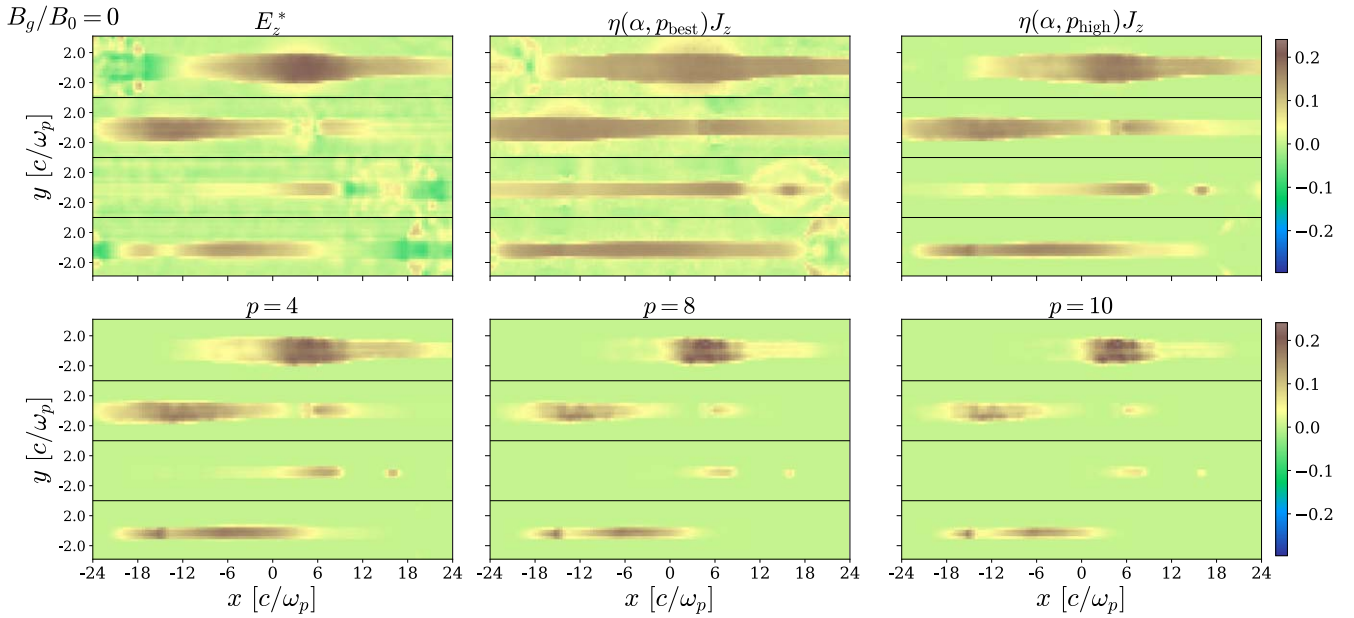 B_g/B_0 = 0
E_z^*
η(α, p_best)J_z
η(α, p_high)J_z
2.0
-2.0
2.0
-2.0
2.0
-2.0
2.0
-2.0
y [c/ω_p]
0.2
0.1
0.0
−0.1
−0.2
p = 4
p = 8
p = 10
2.0
-2.0
2.0
-2.0
2.0
-2.0
2.0
-2.0
y [c/ω_p]
0.2
0.1
0.0
−0.1
−0.2
-24 -18 -12 -6 0 6 12 18 24
-24 -18 -12 -6 0 6 12 18 24
-24 -18 -12 -6 0 6 12 18 24
x [c/ω_p]
x [c/ω_p]
x [c/ω_p]